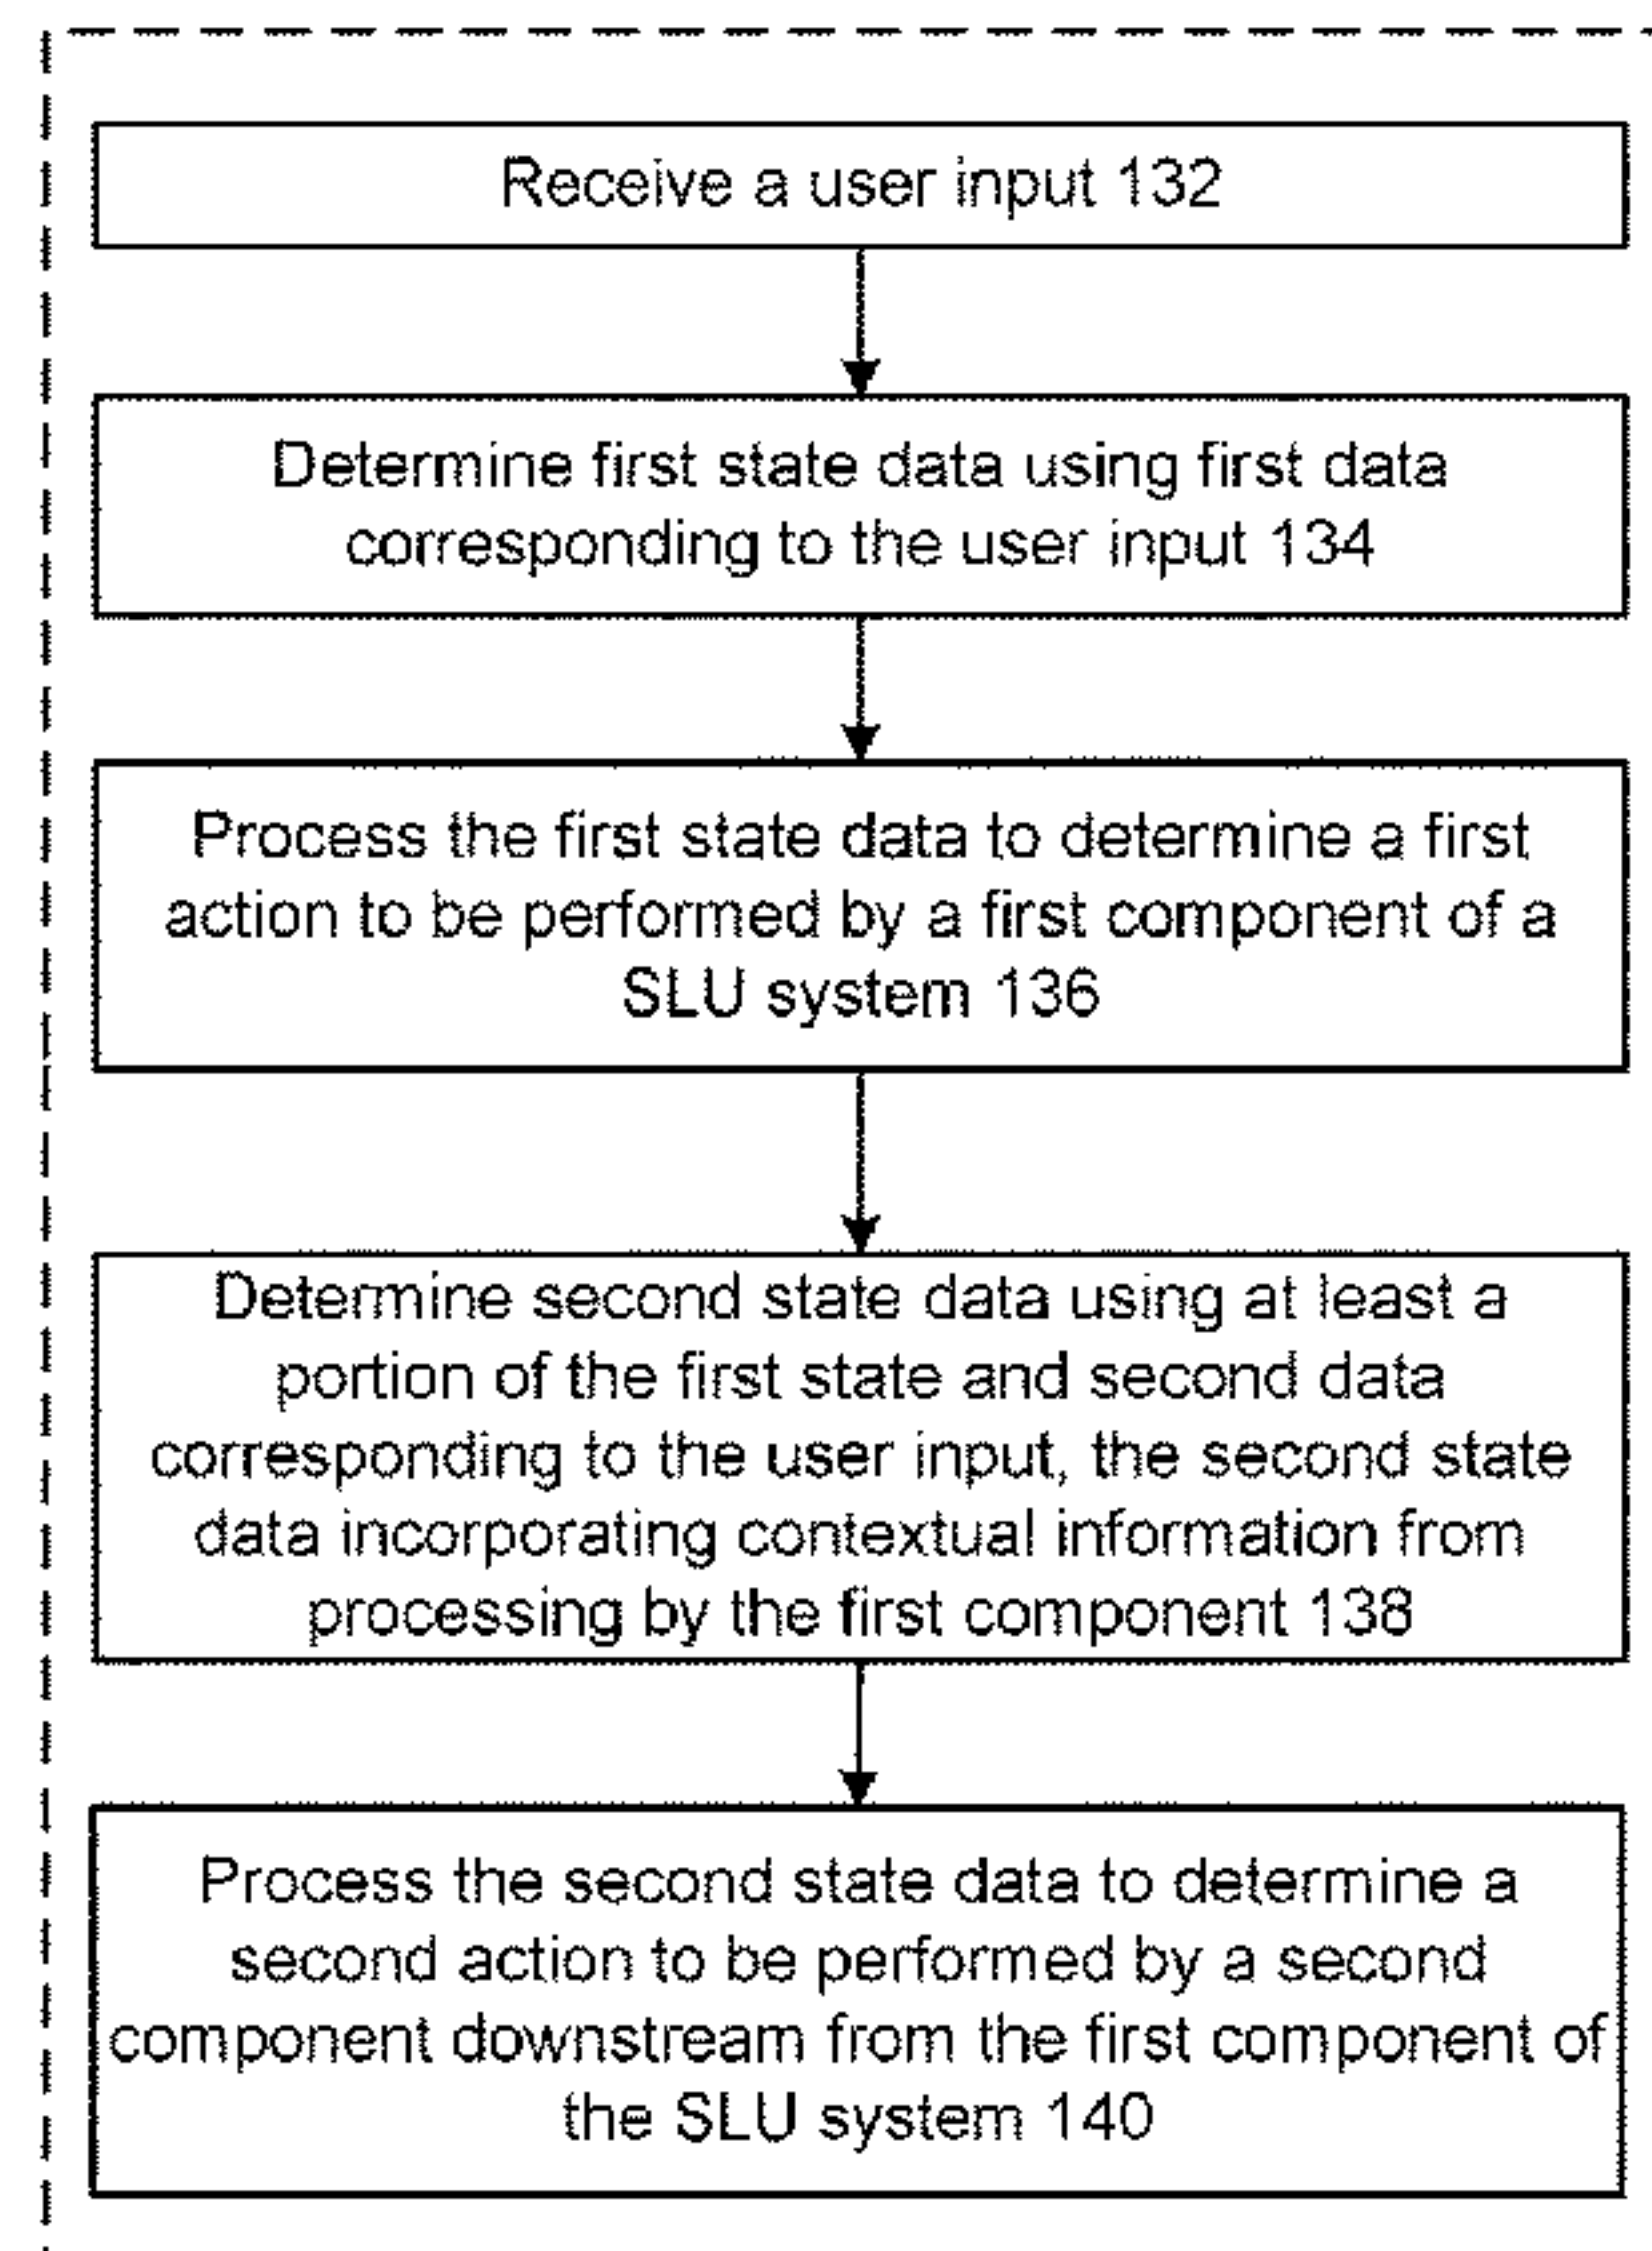 Receive a user input 132
Determine first state data using first data
corresponding to the user input 134
Process the first state data to determine a first
action to be performed by a first component of a
SLU system 136
Determine second state data using at least a
portion of the first state and second data
corresponding to the user input, the second state
data incorporating contextual information from
processing by the first component 138
Process the second state data to determine a
second action to be performed by a second
component downstream from the first component of
the SLU system 140